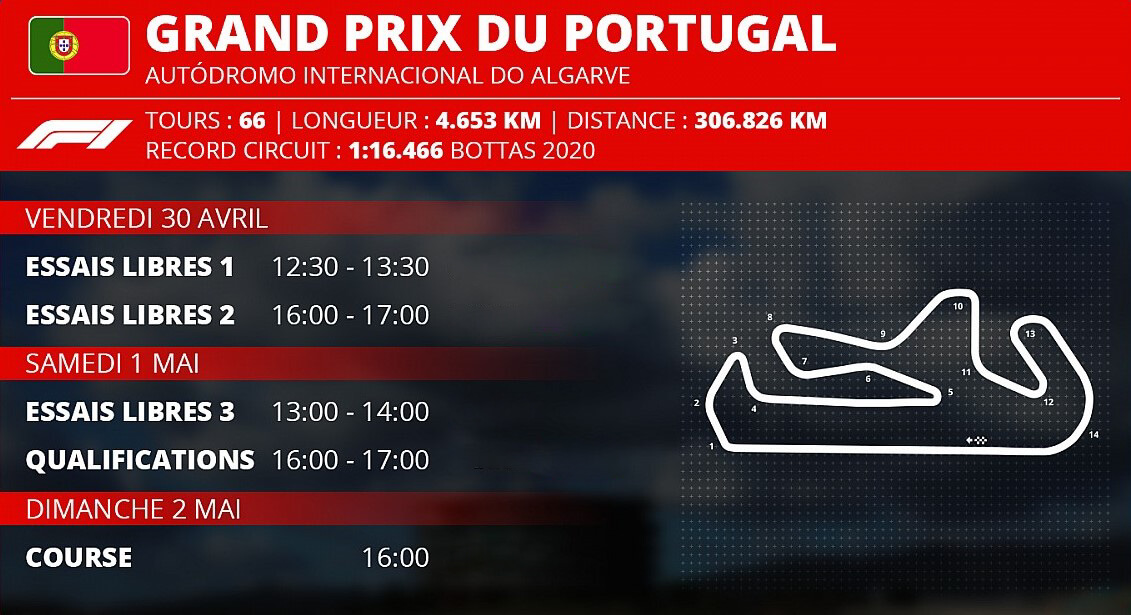 GRAND PRIX DU PORTUGAL
AUTÓDROMO INTERNACIONAL DO ALGARVE
F1
TOURS : 66 | LONGUEUR : 4.653 KM | DISTANCE : 306.826 KM
RECORD CIRCUIT : 1:16.466 BOTTAS 2020
VENDREDI 30 AVRIL
ESSAIS LIBRES 1 12:30 - 13:30
ESSAIS LIBRES 2 16:00 - 17:00
SAMEDI 1 MAI
ESSAIS LIBRES 3 13:00 - 14:00
QUALIFICATIONS 16:00 - 17:00
DIMANCHE 2 MAI
COURSE 16:00
1
2
3
4
5
6
7
8
9
10
11
12
13
14